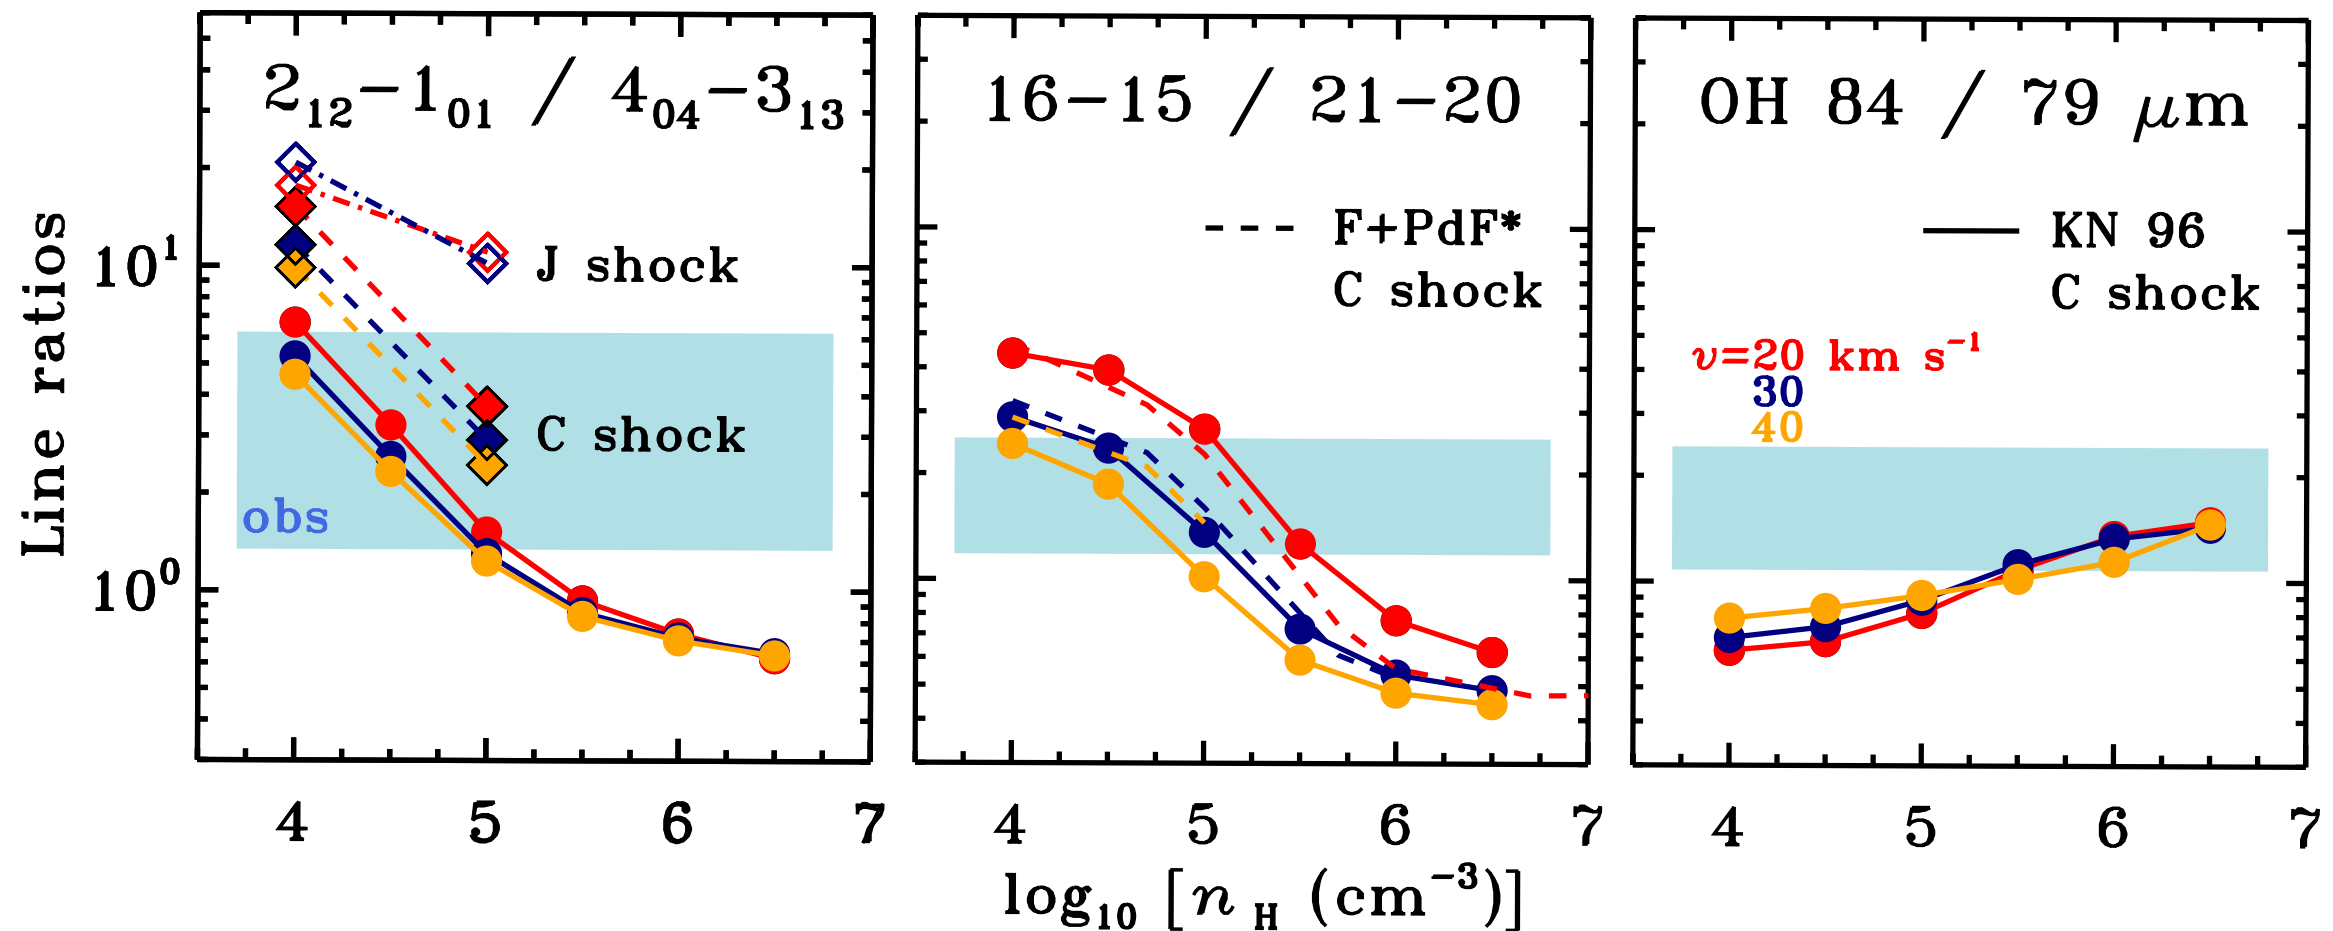 2₁₂−1₀₁ / 4₀₄−3₁₃
16−15 / 21−20
OH 84 / 79 μm
Line ratios
10¹
10⁰
J shock
C shock
obs
F+PdF*
C shock
KN 96
C shock
v=20 km s⁻¹
30
40
4 5 6 7
4 5 6 7
4 5 6 7
log₁₀ [n H (cm⁻³)]